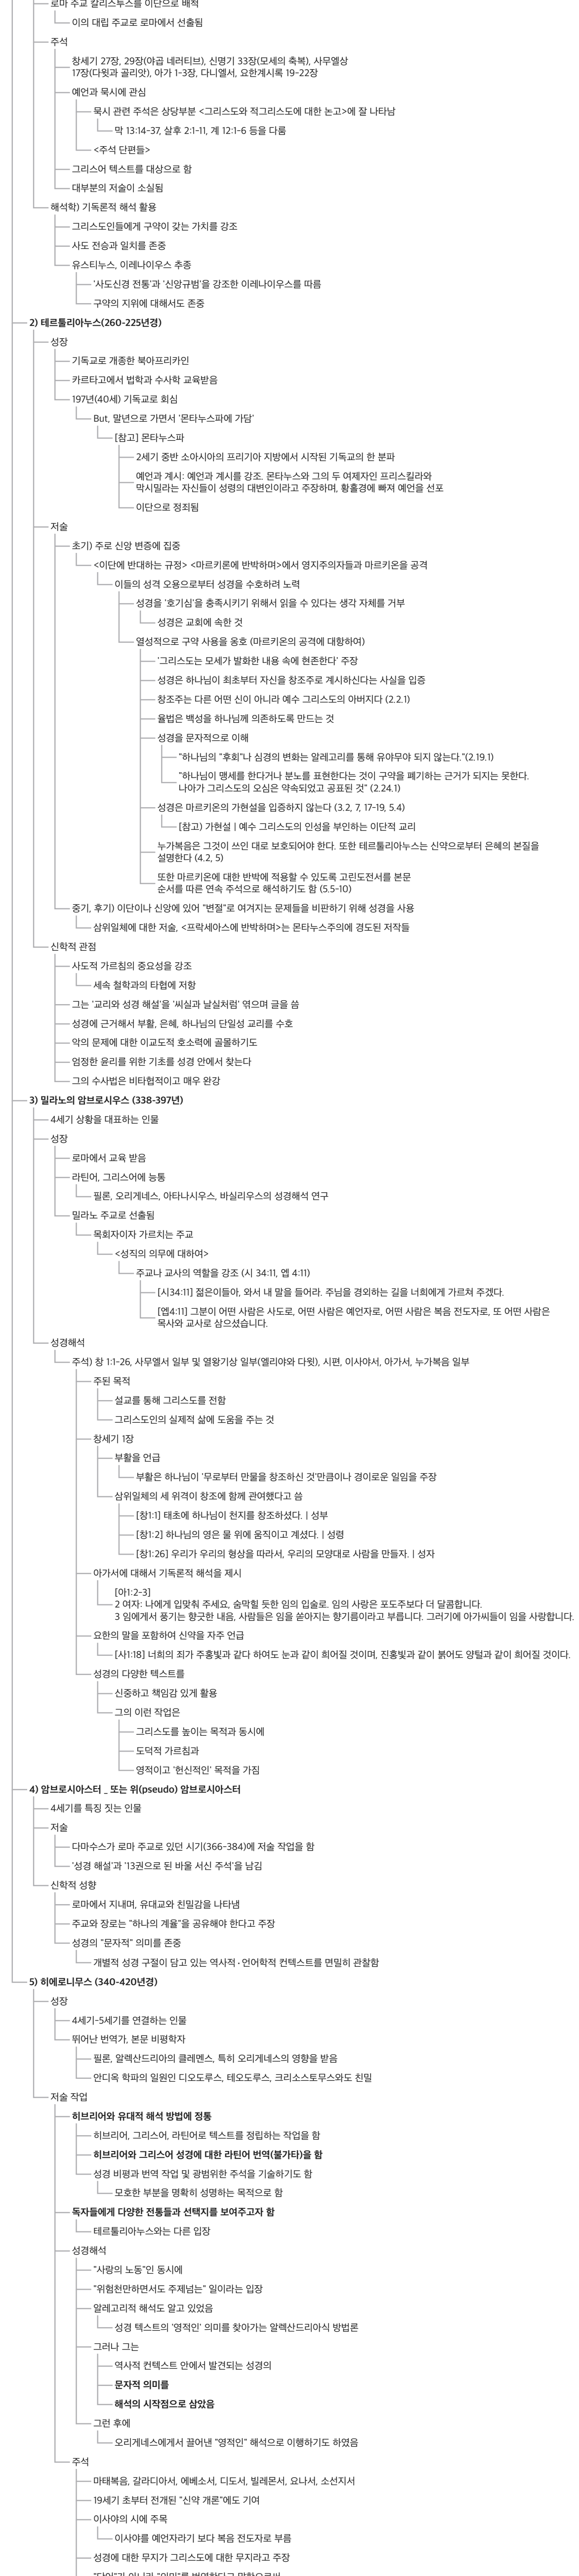 로마 주교 칼리스투스를 이단으로 배척
이의 대립 주교로 로마에서 선출됨
주석
창세기 27장, 29장(야곱 네러티브), 신명기 33장(모세의 축복), 사무엘상
17장(다윗과 골리앗), 아가 1-3장, 다니엘서, 요한계시록 19-22장
예언과 묵시에 관심
묵시 관련 주석은 상당부분 <그리스도와 적그리스도에 대한 논고>에 잘 나타남
막 13:14-37, 살후 2:1-11, 계 12:1-6 등을 다룸
<주석 단편들>
그리스어 텍스트를 대상으로 함
대부분의 저술이 소실됨
해석학) 기독론적 해석 활용
그리스도인들에게 구약이 갖는 가치를 강조
사도 전승과 일치를 존중
유스티누스, 이레나이우스 추종
'사도신경 전통'과 '신앙규범'을 강조한 이레나이우스를 따름
구약의 지위에 대해서도 존중
2) 테르툴리아누스(260-225년경)
성장
기독교로 개종한 북아프리카인
카르타고에서 법학과 수사학 교육받음
197년(40세) 기독교로 회심
But, 말년으로 가면서 '몬타누스파에 가담'
[참고] 몬타누스파
2세기 중반 소아시아의 프리기아 지방에서 시작된 기독교의 한 분파
예언과 계시: 예언과 계시를 강조. 몬타누스와 그의 두 여제자인 프리스킬라와
막시밀라는 자신들이 성령의 대변인이라고 주장하며, 황홀경에 빠져 예언을 선포
이단으로 정죄됨
저술
초기) 주로 신앙 변증에 집중
<이단에 반대하는 규정> <마르키론에 반박하며>에서 영지주의자들과 마르키온을 공격
이들의 성격 오용으로부터 성경을 수호하려 노력
성경을 '호기심'을 충족시키기 위해서 읽을 수 있다는 생각 자체를 거부
성경은 교회에 속한 것
열성적으로 구약 사용을 옹호 (마르키온의 공격에 대항하여)
'그리스도는 모세가 발화한 내용 속에 현존한다' 주장
성경은 하나님이 최초부터 자신을 창조주로 계시하신다는 사실을 입증
창조주는 다른 어떤 신이 아니라 예수 그리스도의 아버지다 (2.2.1)
율법은 백성을 하나님께 의존하도록 만드는 것
성경을 문자적으로 이해
"하나님의 "후회"나 심경의 변화는 알레고리를 통해 유야무야 되지 않는다."(2.19.1)
"하나님이 맹세를 한다거나 분노를 표현한다는 것이 구약을 폐기하는 근거가 되지는 못한다.
나아가 그리스도의 오심은 약속되었고 공표된 것" (2.24.1)
성경은 마르키온의 가현설을 입증하지 않는다 (3.2, 7, 17-19, 5.4)
[참고) 가현설 | 예수 그리스도의 인성을 부인하는 이단적 교리
누가복음은 그것이 쓰인 대로 보호되어야 한다. 또한 테르툴리아누스는 신약으로부터 은혜의 본질을
설명한다 (4.2, 5)
또한 마르키온에 대한 반박에 적용할 수 있도록 고린도전서를 본문
순서를 따르는 연속 주석으로 해석하기도 함 (5.5-10)
중기, 후기) 이단이나 신앙에 있어 "변절"로 여겨지는 문제들을 비판하기 위해 성경을 사용
삼위일체에 대한 저술, <프락세아스에 반박하며>는 몬타누스주의에 경도된 저작들
신학적 관점
사도적 가르침의 중요성을 강조
세속 철학과의 타협에 저항
그는 '교리와 성경 해설'을 '씨실과 날실처럼' 엮으며 글을 씀
성경에 근거해서 부활, 은혜, 하나님의 단일성 교리를 수호
악의 문제에 대한 이교도적 호소력에 골몰하기도
엄정한 윤리를 위한 기초를 성경 안에서 찾는다
그의 수사법은 비타협적이고 매우 완강
3) 밀라노의 암브로시우스 (338-397년)
4세기 상황을 대표하는 인물
성장
로마에서 교육 받음
라틴어, 그리스어에 능통
필론, 오리게네스, 아타나시우스, 바실리우스의 성경해석 연구
밀라노 주교로 선출됨
목회자이자 가르치는 주교
<성직의 의무에 대하여>
주교나 교사의 역할을 강조 (시 34:11, 엡 4:11)
[시34:11] 젊은이들아, 와서 내 말을 들어라. 주님을 경외하는 길을 너희에게 가르쳐 주겠다.
[엡4:11] 그분이 어떤 사람은 사도로, 어떤 사람은 예언자로, 어떤 사람은 복음 전도자로, 또 어떤 사람은
목사와 교사로 삼으셨습니다.
성경해석
주석) 창 1:1-26, 사무엘서 일부 및 열왕기상 일부(엘리야와 다윗), 시편, 이사야서, 아가서, 누가복음 일부
주된 목적
설교를 통해 그리스도를 전함
그리스도인의 실제적 삶에 도움을 주는 것
창세기 1장
부활을 언급
부활은 하나님이 '무로부터 만물을 창조하신 것'만큼이나 경이로운 일임을 주장
삼위일체의 세 위격이 창조에 함께 관여했다고 씀
[창1:1] 태초에 하나님이 천지를 창조하셨다. | 성부
[창1:2] 하나님의 영은 물 위에 움직이고 계셨다. | 성령
[창1:26] 우리가 우리의 형상을 따라서, 우리의 모양대로 사람을 만들자. | 성자
아가서에 대해서 기독론적 해석을 제시
[아1:2-3]
2 여자: 나에게 입맞춰 주세요, 숨막힐 듯한 임의 입술로. 임의 사랑은 포도주보다 더 달콤합니다.
3 임에게서 풍기는 향긋한 내음, 사람들은 임을 쏟아지는 향기름이라고 부릅니다. 그러기에 아가씨들이 임을 사랑합니다.
요한의 말을 포함하여 신약을 자주 언급
[사1:18] 너희의 죄가 주홍빛과 같다 하여도 눈과 같이 희어질 것이며, 진홍빛과 같이 붉어도 양털과 같이 희어질 것이다.
성경의 다양한 텍스트를
신중하고 책임감 있게 활용
그의 이런 작업은
그리스도를 높이는 목적과 동시에
도덕적 가르침과
영적이고 '헌신적인' 목적을 가짐
4) 암브로시아스터 _ 또는 위(pseudo) 암브로시아스터
4세기를 특징 짓는 인물
저술
다마수스가 로마 주교로 있던 시기(366-384)에 저술 작업을 함
'성경 해설'과 '13권으로 된 바울 서신 주석'을 남김
신학적 성향
로마에서 지내며, 유대교와 친밀감을 나타냄
주교와 장로는 "하나의 계율"을 공유해야 한다고 주장
성경의 "문자적" 의미를 존중
개별적 성경 구절이 담고 있는 역사적·언어학적 컨텍스트를 면밀히 관찰함
5) 히에로니무스 (340-420년경)
성장
4세기-5세기를 연결하는 인물
뛰어난 번역가, 본문 비평학자
필론, 알렉산드리아의 클레멘스, 특히 오리게네스의 영향을 받음
안디옥 학파의 일원인 디오도루스, 테오도루스, 크리소스토무스와도 친밀
저술 작업
히브리어와 유대적 해석 방법에 정통
히브리어, 그리스어, 라틴어로 텍스트를 정립하는 작업을 함
히브리어와 그리스어 성경에 대한 라틴어 번역(불가타)을 함
성경 비평과 번역 작업 및 광범위한 주석을 기술하기도 함
모호한 부분을 명확히 성명하는 목적으로 함
독자들에게 다양한 전통들과 선택지를 보여주고자 함
테르툴리아누스와는 다른 입장
성경해석
"사랑의 노동"인 동시에
"위험천만하면서도 주제넘는" 일이라는 입장
알레고리적 해석도 알고 있었음
성경 텍스트의 '영적인' 의미를 찾아가는 알렉산드리아식 방법론
그러나 그는
역사적 컨텍스트 안에서 발견되는 성경의
문자적 의미를
해석의 시작점으로 삼았음
그런 후에
오리게네스에게서 끌어낸 "영적인" 해석으로 이행하기도 하였음
주석
마태복음, 갈라디아서, 에베소서, 디도서, 빌레몬서, 요나서, 소선지서
19세기 초부터 전개된 "신약 개론"에도 기여
이사야의 시에 주목
이사야를 예언자라기 보다 복음 전도자로 부름
성경에 대한 무지가 그리스도에 대한 무지라고 주장